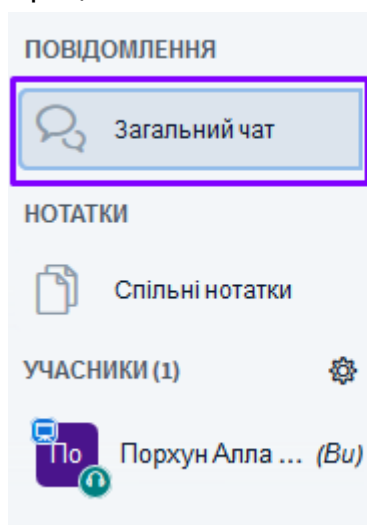 ПОВІДОМЛЕННЯ
Загальний чат
НОТАТКИ
Спільні нотатки
УЧАСНИКИ (1)
По Порхун Алла ... (Ви)